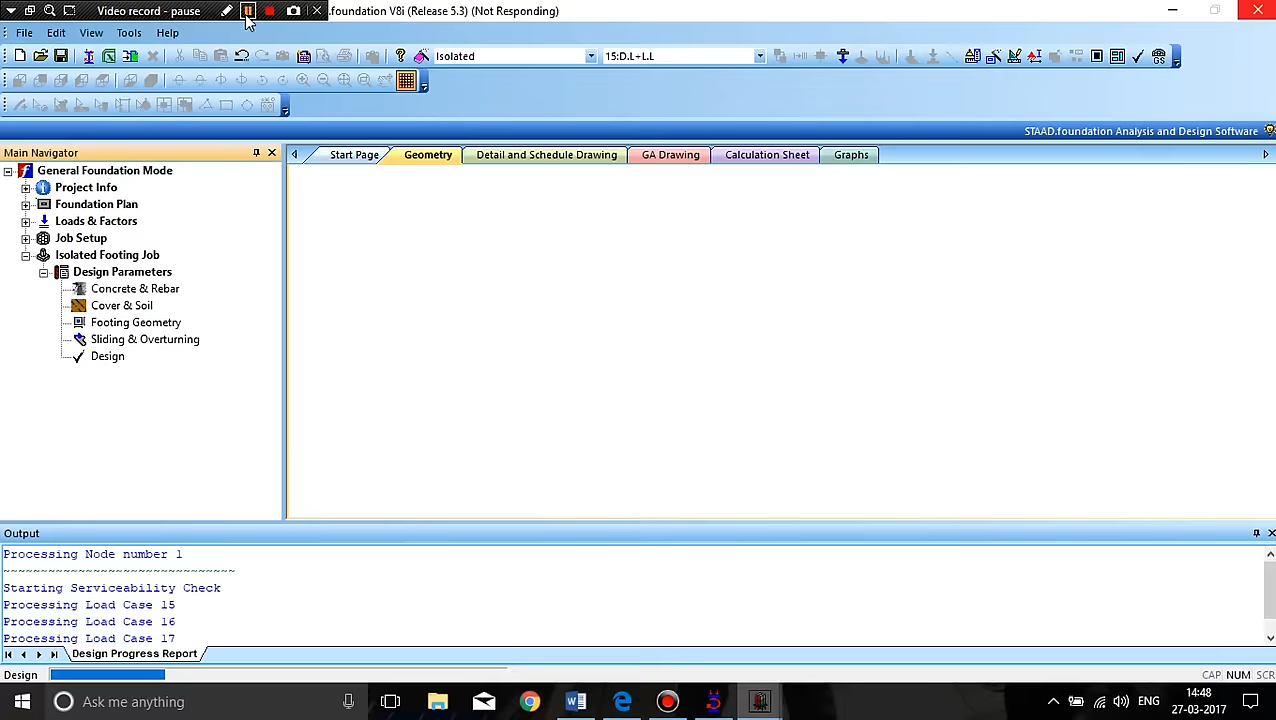 Video record - pause
.foundation V8i (Release 5.3) (Not Responding)
File Edit View Tools Help
Isolated 15:D.L+L.L
STAAD.foundation Analysis and Design Software
Main Navigator
Start Page Geometry Detail and Schedule Drawing GA Drawing Calculation Sheet Graphs
General Foundation Mode
Project Info
Foundation Plan
Loads & Factors
Job Setup
Isolated Footing Job
Design Parameters
Concrete & Rebar
Cover & Soil
Footing Geometry
Sliding & Overturning
Design
Output
Processing Node number 1
~~~~~~~~~~~~~~~~~~~~~~~~~~~~~~~
Starting Serviceability Check
Processing Load Case 15
Processing Load Case 16
Processing Load Case 17
Design Progress Report
Design CAP NUM SCR
Ask me anything ENG 14:48
27-03-2017